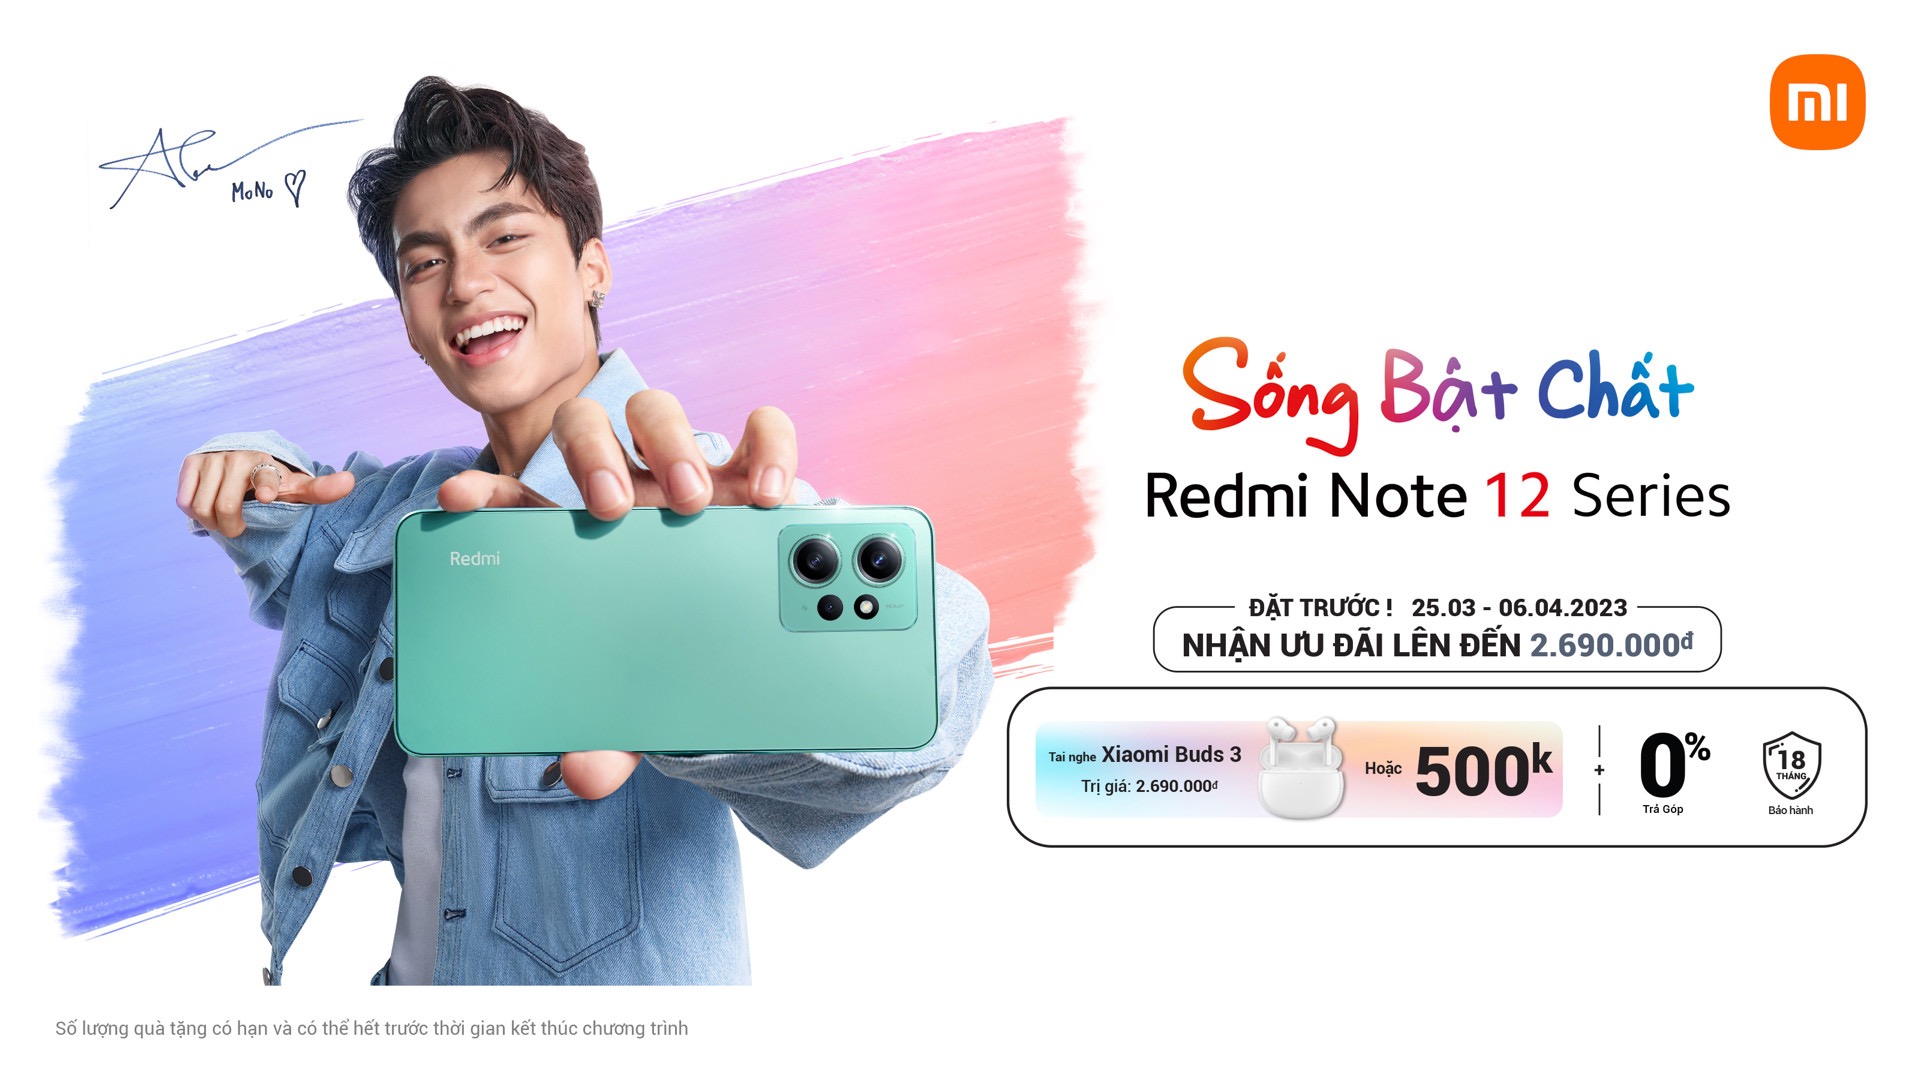 MoNo
mi
Sống Bật Chất
Redmi Note 12 Series
Redmi
ĐẶT TRƯỚC ! 25.03 - 06.04.2023
NHẬN ƯU ĐÃI LÊN ĐẾN 2.690.000đ
Tai nghe Xiaomi Buds 3
Trị giá: 2.690.000đ
Hoặc 500k
+
0%
Trả Góp
18
THÁNG
Bảo hành
Số lượng quà tặng có hạn và có thể hết trước thời gian kết thúc chương trình